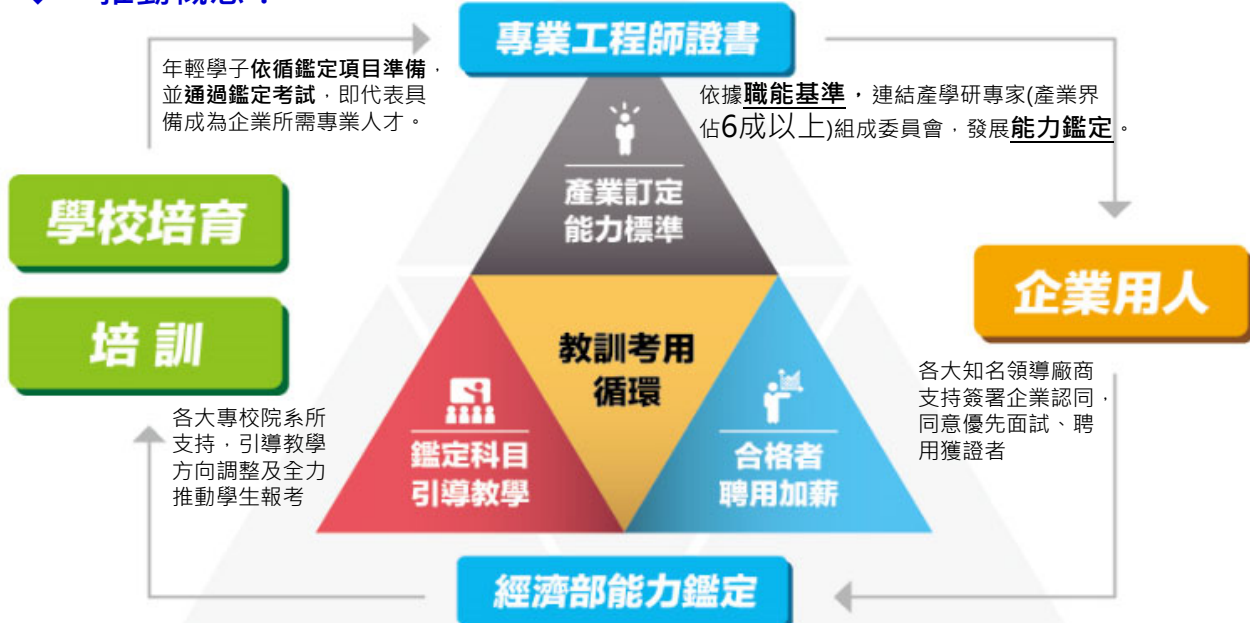 推動概念：
專業工程師證書
年輕學子依循鑑定項目準備，
並通過鑑定考試，即代表具
備成為企業所需專業人才。
依據職能基準，連結產學研專家(產業界
佔6成以上)組成委員會，發展能力鑑定。
產業訂定
能力標準
學校培育
培訓
企業用人
教訓考用
循環
鑑定科目
引導教學
合格者
聘用加薪
各大專校院系所
支持，引導教學
方向調整及全力
推動學生報考
各大知名領導廠商
支持簽署企業認同，
同意優先面試、聘
用獲證者
經濟部能力鑑定